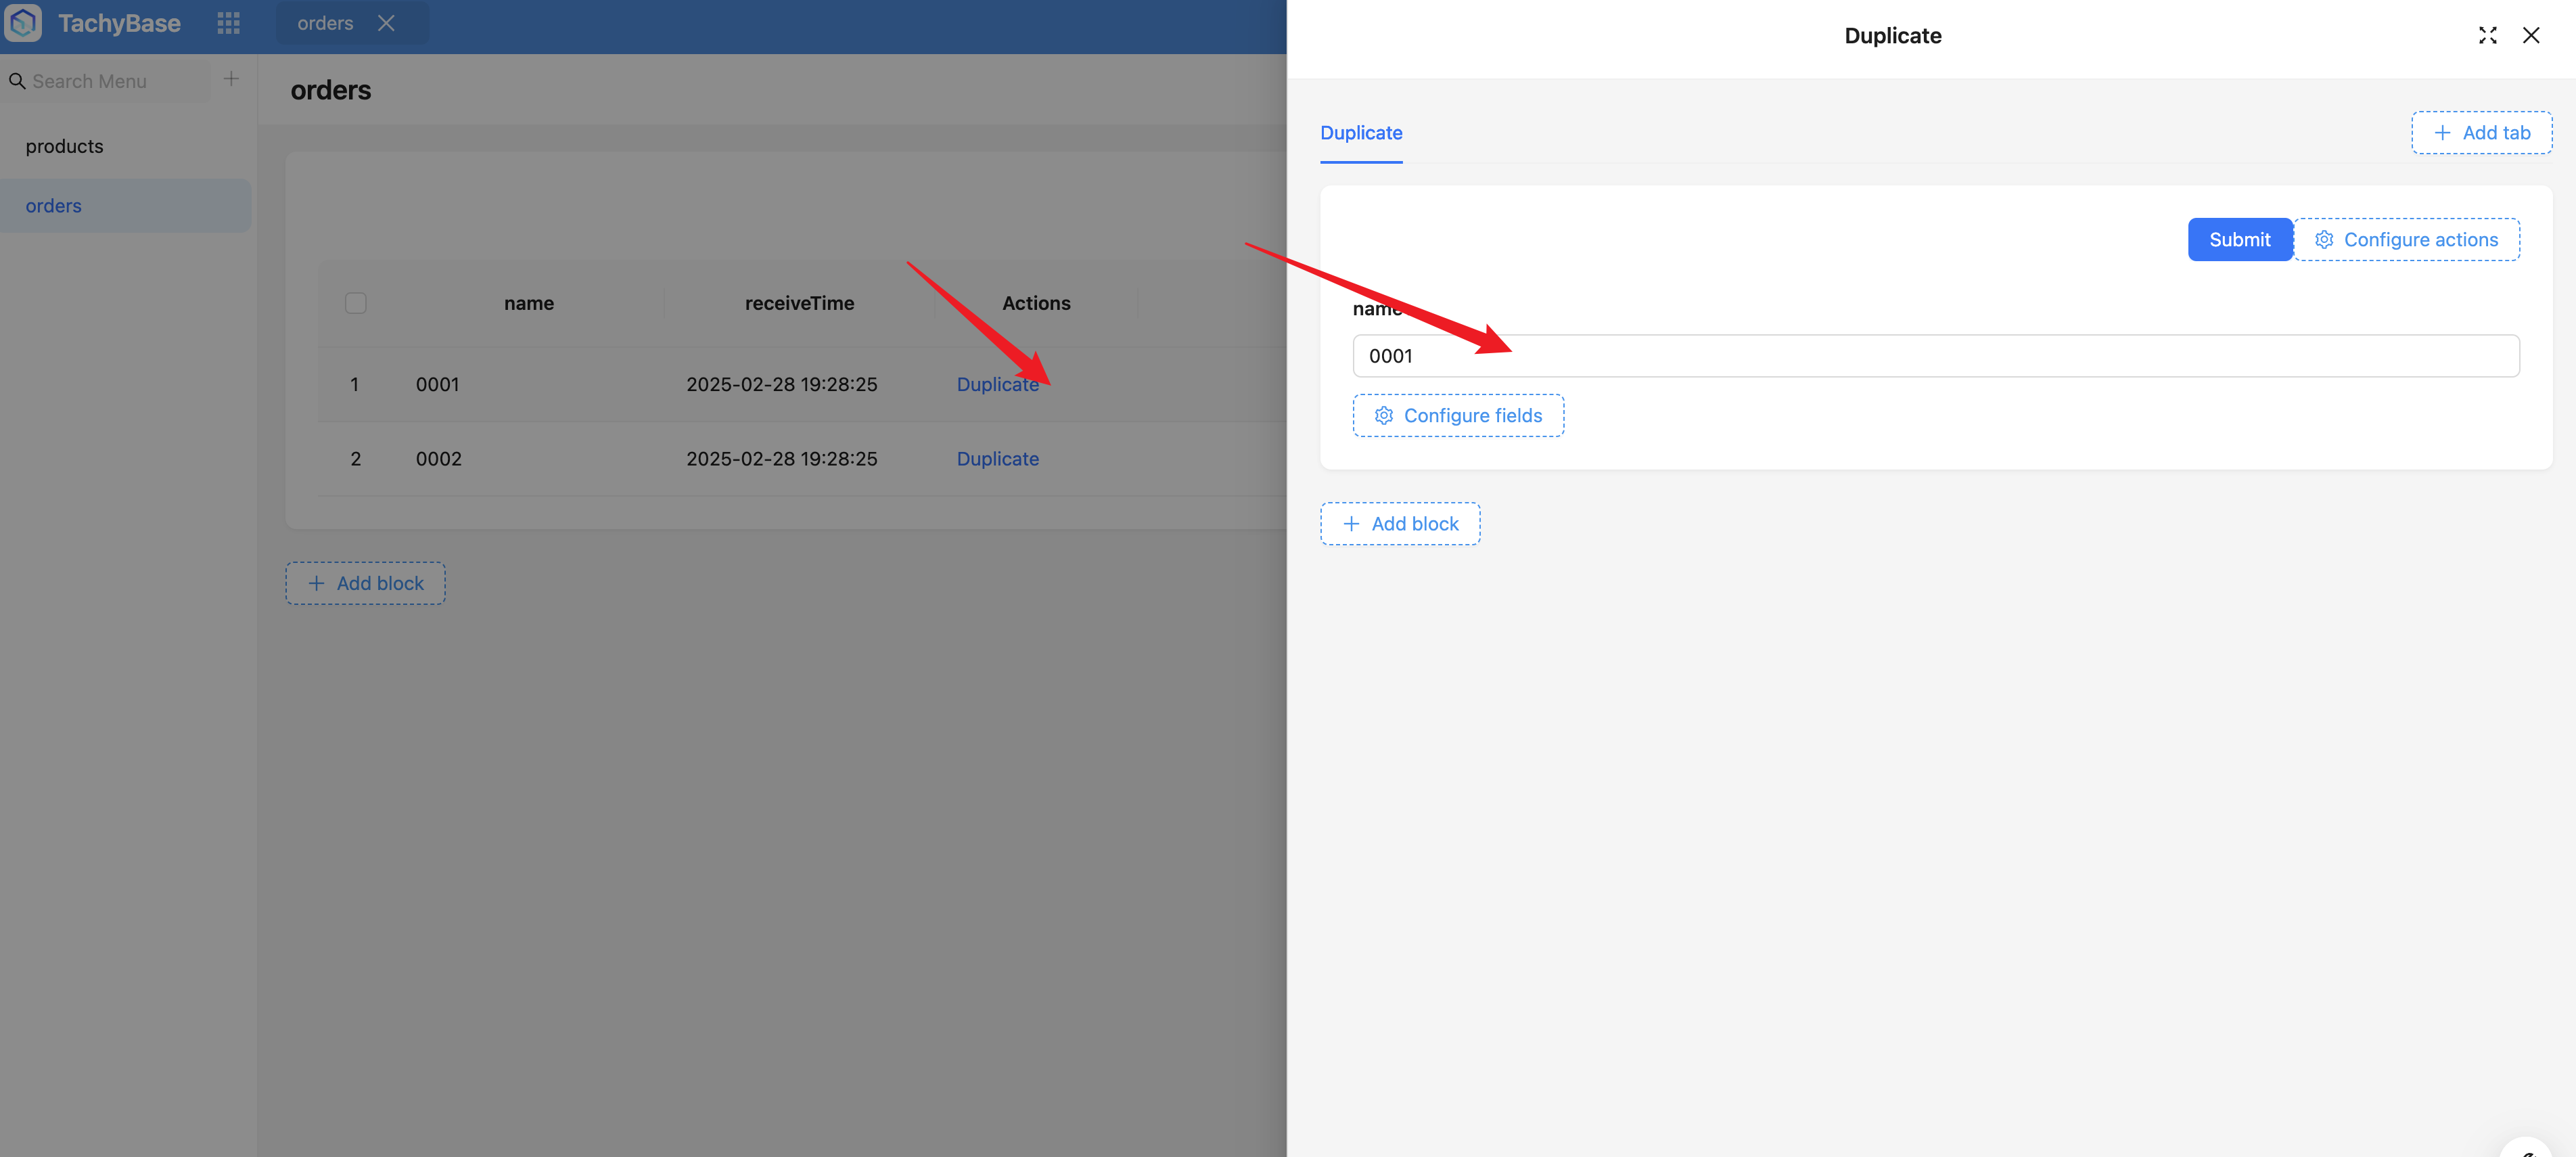 TachyBase
orders
Search Menu
products
orders
orders
name receiveTime Actions
1 0001 2025-02-28 19:28:25 Duplicate
2 0002 2025-02-28 19:28:25 Duplicate
Add block
Duplicate
Duplicate
Add tab
Submit Configure actions
name
0001
Configure fields
Add block